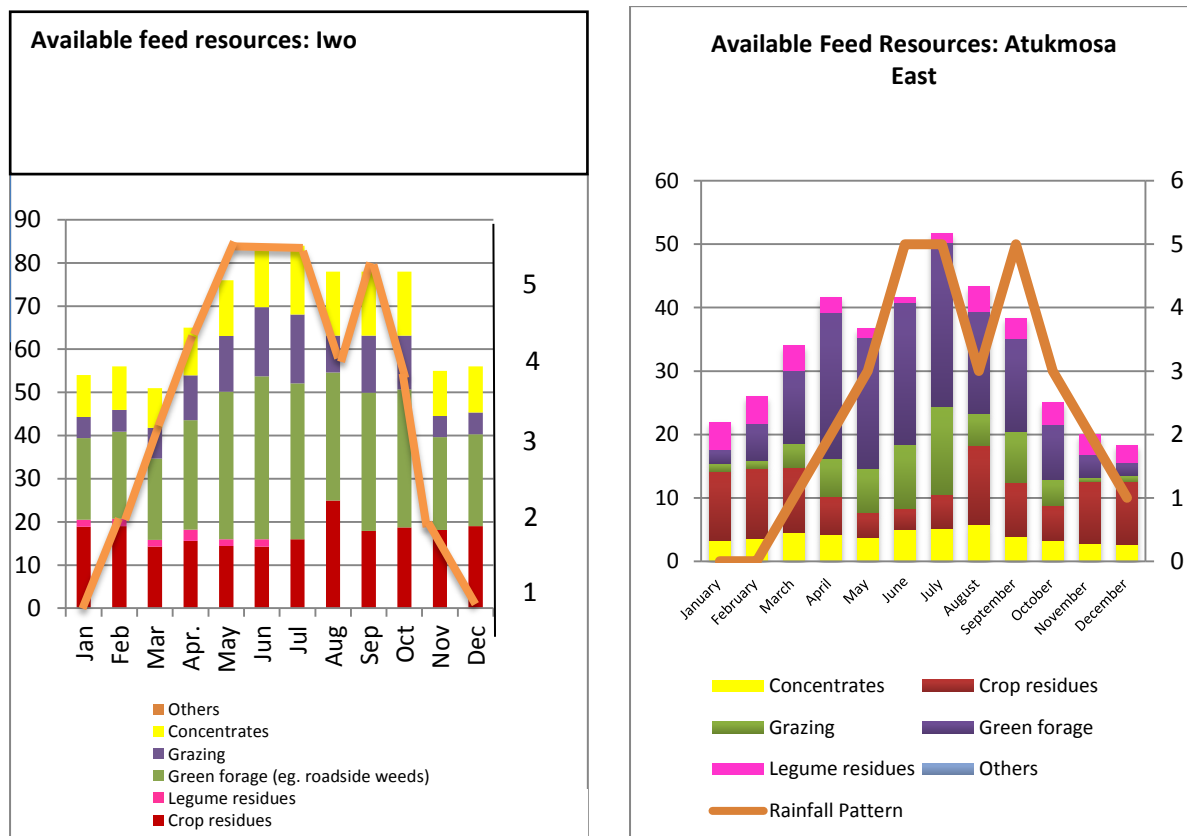 Available feed resources: Iwo
90
80
70
60
50
40
30
20
10
0
5
4
3
2
1
Jan
Feb
Mar
Apr.
May
Jun
Jul
Aug
Sep
Oct
Nov
Dec
Others
Concentrates
Grazing
Green forage (eg. roadside weeds)
Legume residues
Crop residues
Available Feed Resources: Atukmosa
East
60
50
40
30
20
10
0
6
5
4
3
2
1
0
January
February
March
April
May
June
July
August
September
October
November
December
Concentrates
Crop residues
Grazing
Green forage
Legume residues
Others
Rainfall Pattern